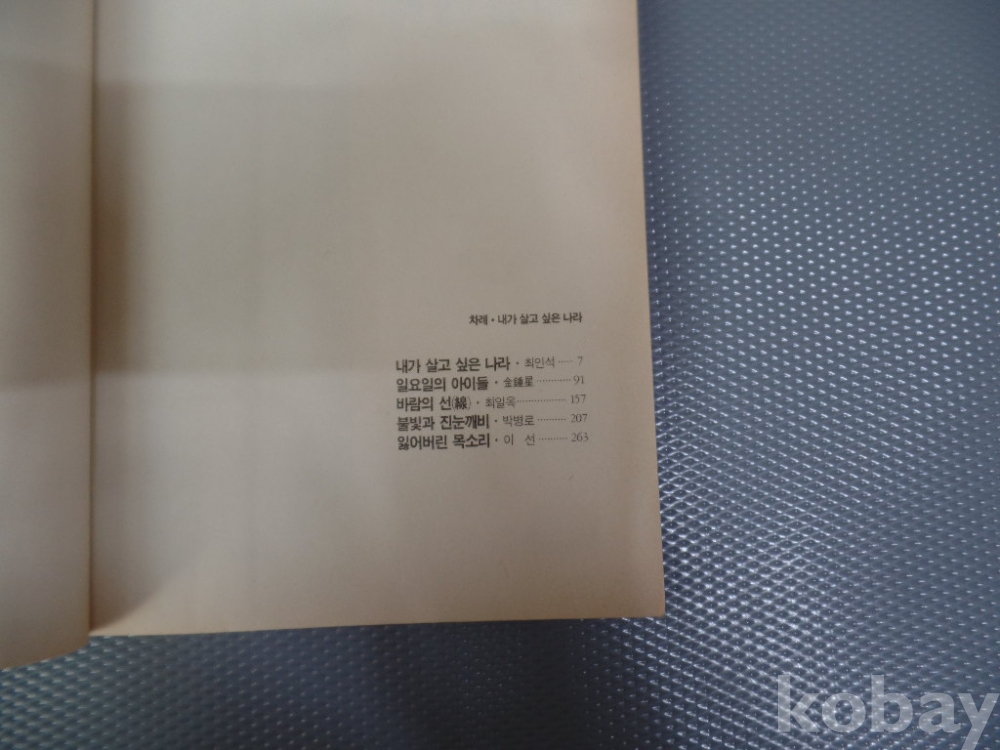 차례 · 내가 살고 싶은 나라
내가 살고 싶은 나라 · 최인석 ····· 7
일요일의 아이들 · 金鍾星 ··········· 91
바람의 선(線) · 최일옥 ················ 157
불빛과 진눈깨비 · 박병로 ·········· 207
잃어버린 목소리 · 이 선 ·········· 263
kobay